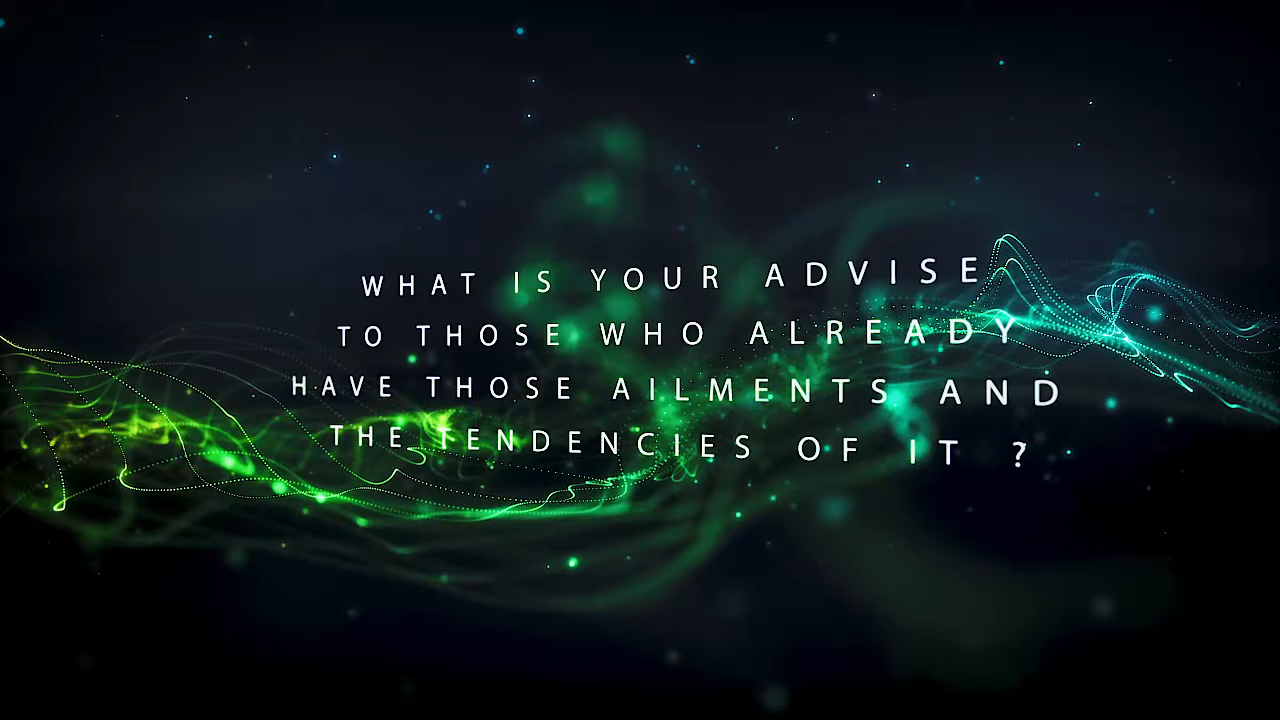 WHAT IS YOUR ADVISE
TO THOSE WHO ALREADY
HAVE THOSE AILMENTS AND
THE TENDENCIES OF IT ?